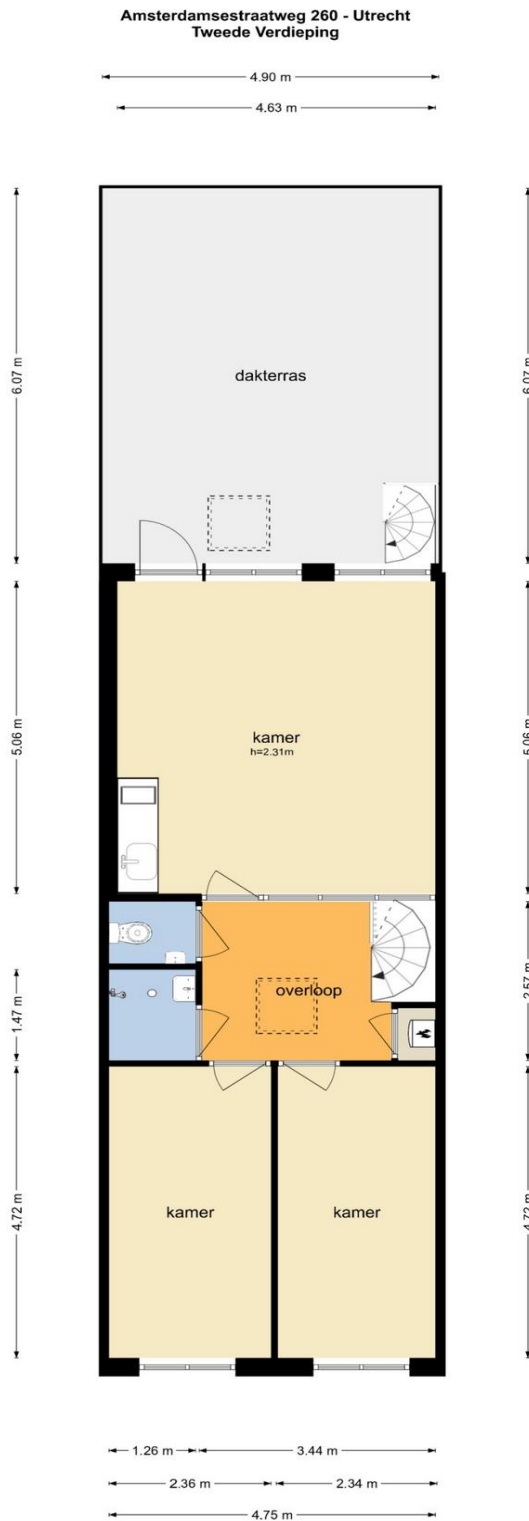 Amsterdamsestraatweg 260 - Utrecht
Tweede Verdieping
4.90 m
4.63 m
6.07 m
6.07 m
dakterras
5.06 m
5.06 m
kamer
h=2.31m
2.57 m
1.47 m
overloop
4.72 m
4.72 m
kamer
kamer
1.26 m
3.44 m
2.36 m
2.34 m
4.75 m